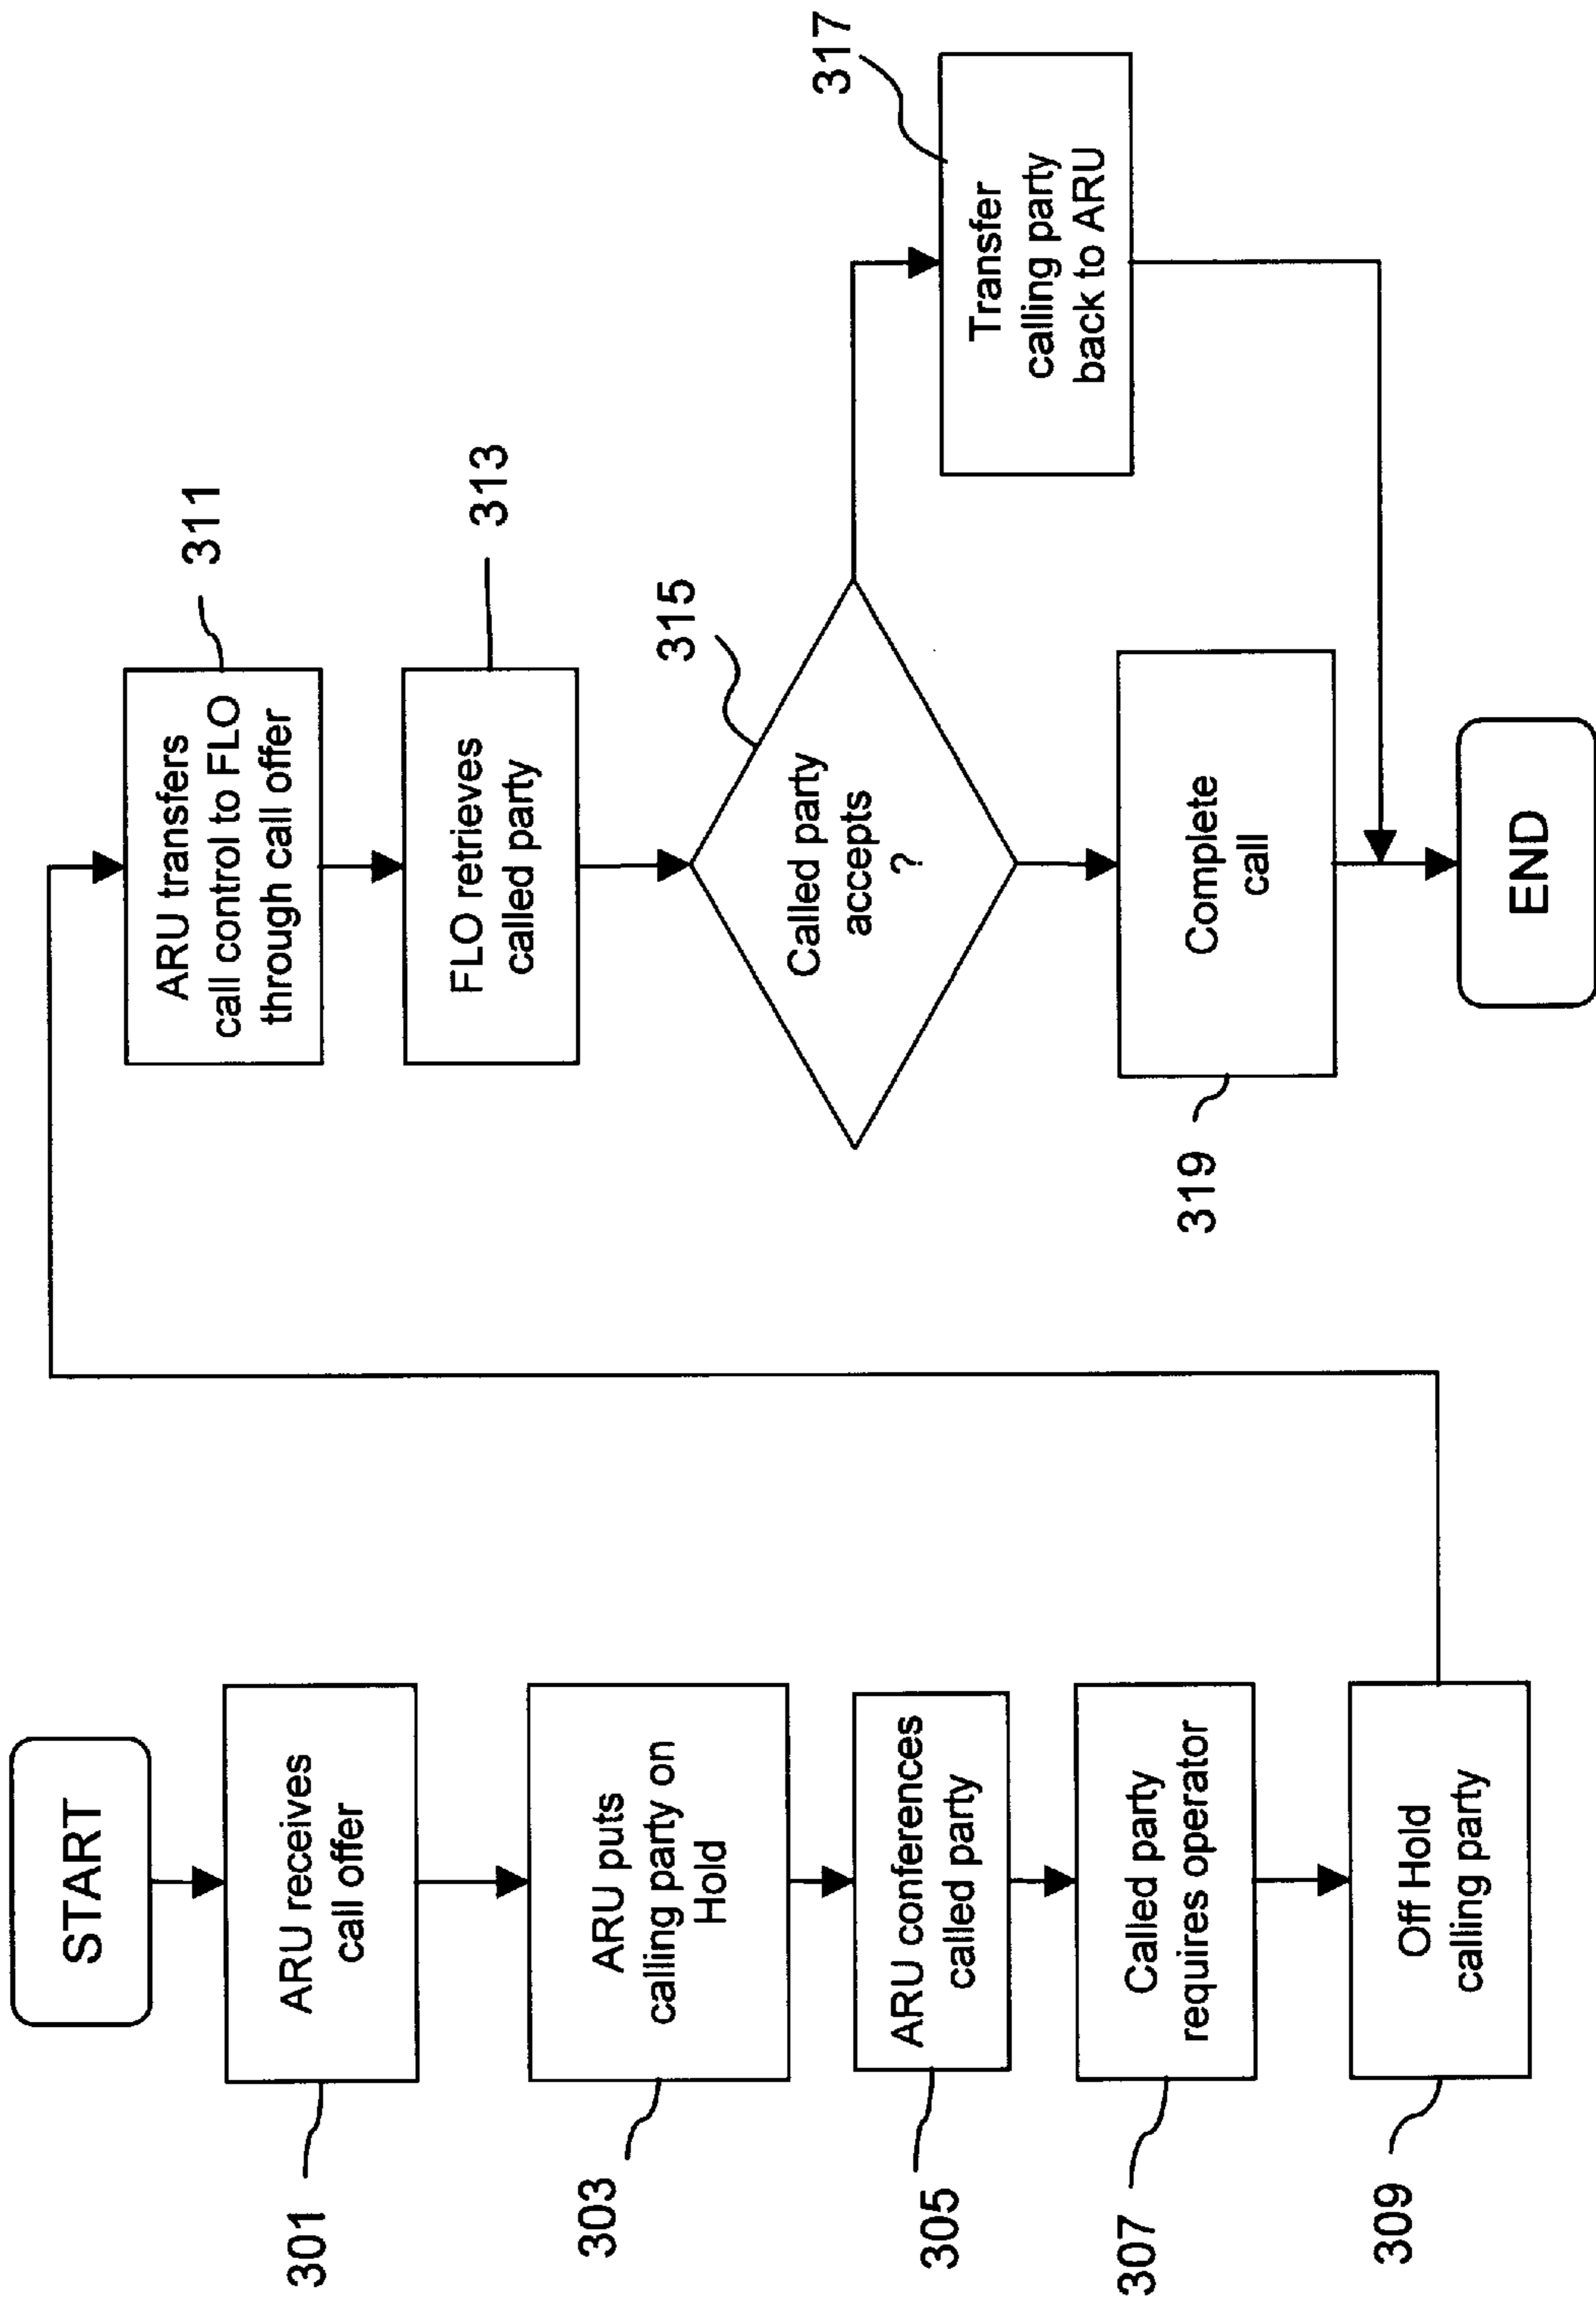 START
ARU receives
call offer
301
ARU puts
calling party on
Hold
303
ARU conferences
called party
305
Called party
requires operator
307
Off Hold
calling party
309
ARU transfers
call control to FLO
through call offer
311
FLO retrieves
called party
313
Called party
accepts
?
315
Transfer
calling party
back to ARU
317
Complete
call
319
END